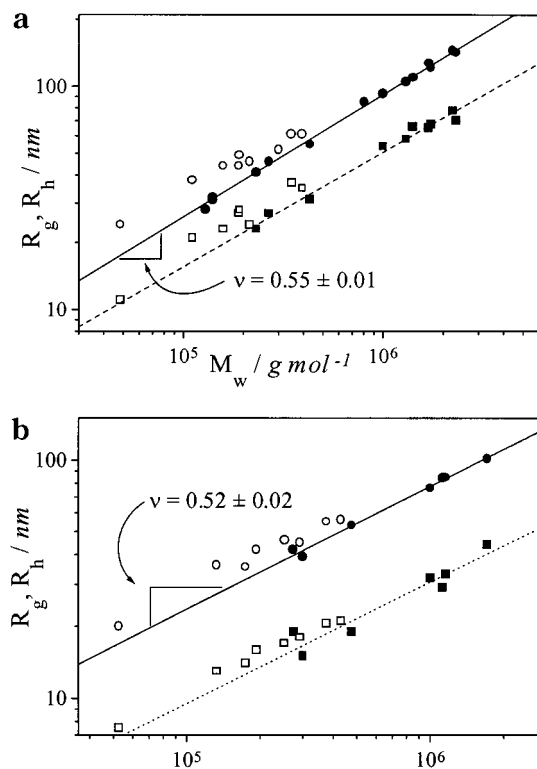 a
R_g, R_h / nm
100
10
ν = 0.55 ± 0.01
10^5
10^6
M_w / g mol^-1
b
R_g, R_h / nm
100
10
ν = 0.52 ± 0.02
10^5
10^6